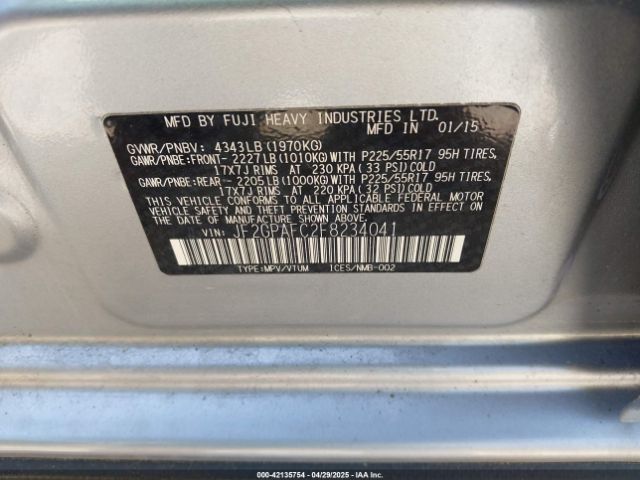 MFD BY FUJI HEAVY INDUSTRIES LTD.
MFD IN 01/15
GVWR/PNBV: 4343LB(1970KG)
GAWR/PNBE:FRONT-2227LB(1010KG)WITH P225/55R17 95H TIRES,
17X7J RIMS AT 230 KPA(33 PSI)COLD
GAWR/PNBE:REAR-2205LB(1000KG)WITH P225/55R17 95H TIRES,
17X7J RIMS AT 220 KPA(32 PSI)COLD
THIS VEHICLE CONFORMS TO ALL APPLICABLE FEDERAL MOTOR
VEHICLE SAFETY AND BUMPER STANDARDS IN EFFECT ON
THE DATE OF MANUFACTURE SHOWN ABOVE.
VIN: JF2GPAFC2F8234041
TYPE:MPV/VTUM ICES/NMB-002
000-42135754 - 04/29/2025 - IAA Inc.